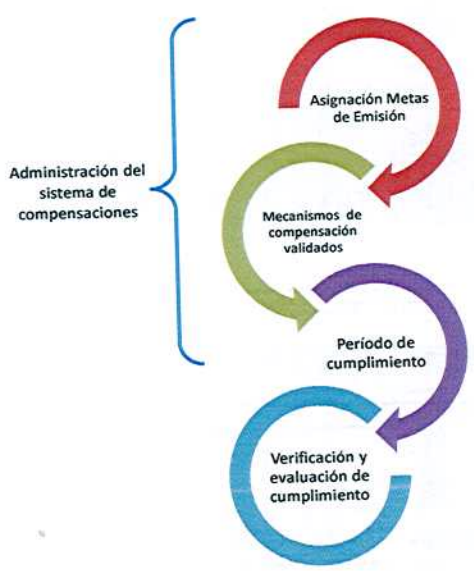 Asignación Metas
de Emisión
Administración del
sistema de
compensaciones
Mecanismos de
compensación
validados
Período de
cumplimiento
Verificación y
evaluación de
cumplimiento